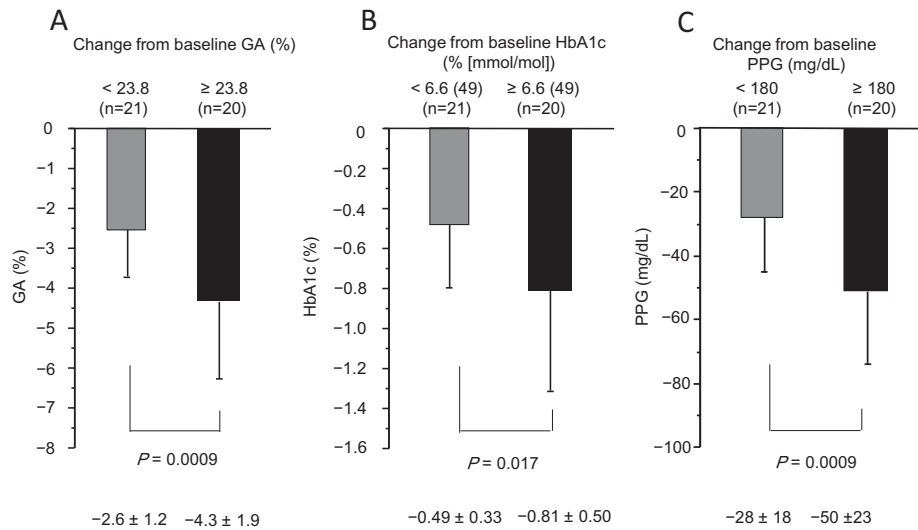 A
Change from baseline GA (%)
< 23.8 ≥ 23.8
(n=21) (n=20)
0
−1
−2
−3
−4
−5
−6
−7
−8
GA (%)
P = 0.0009
−2.6 ± 1.2 −4.3 ± 1.9
B
Change from baseline HbA1c
(% [mmol/mol])
< 6.6 (49) ≥ 6.6 (49)
(n=21) (n=20)
0
−0.2
−0.4
−0.6
−0.8
−1.0
−1.2
−1.4
−1.6
HbA1c (%)
P = 0.017
−0.49 ± 0.33 −0.81 ± 0.50
C
Change from baseline
PPG (mg/dL)
< 180 ≥ 180
(n=21) (n=20)
0
−20
−40
−60
−80
−100
PPG (mg/dL)
P = 0.0009
−28 ± 18 −50 ±23